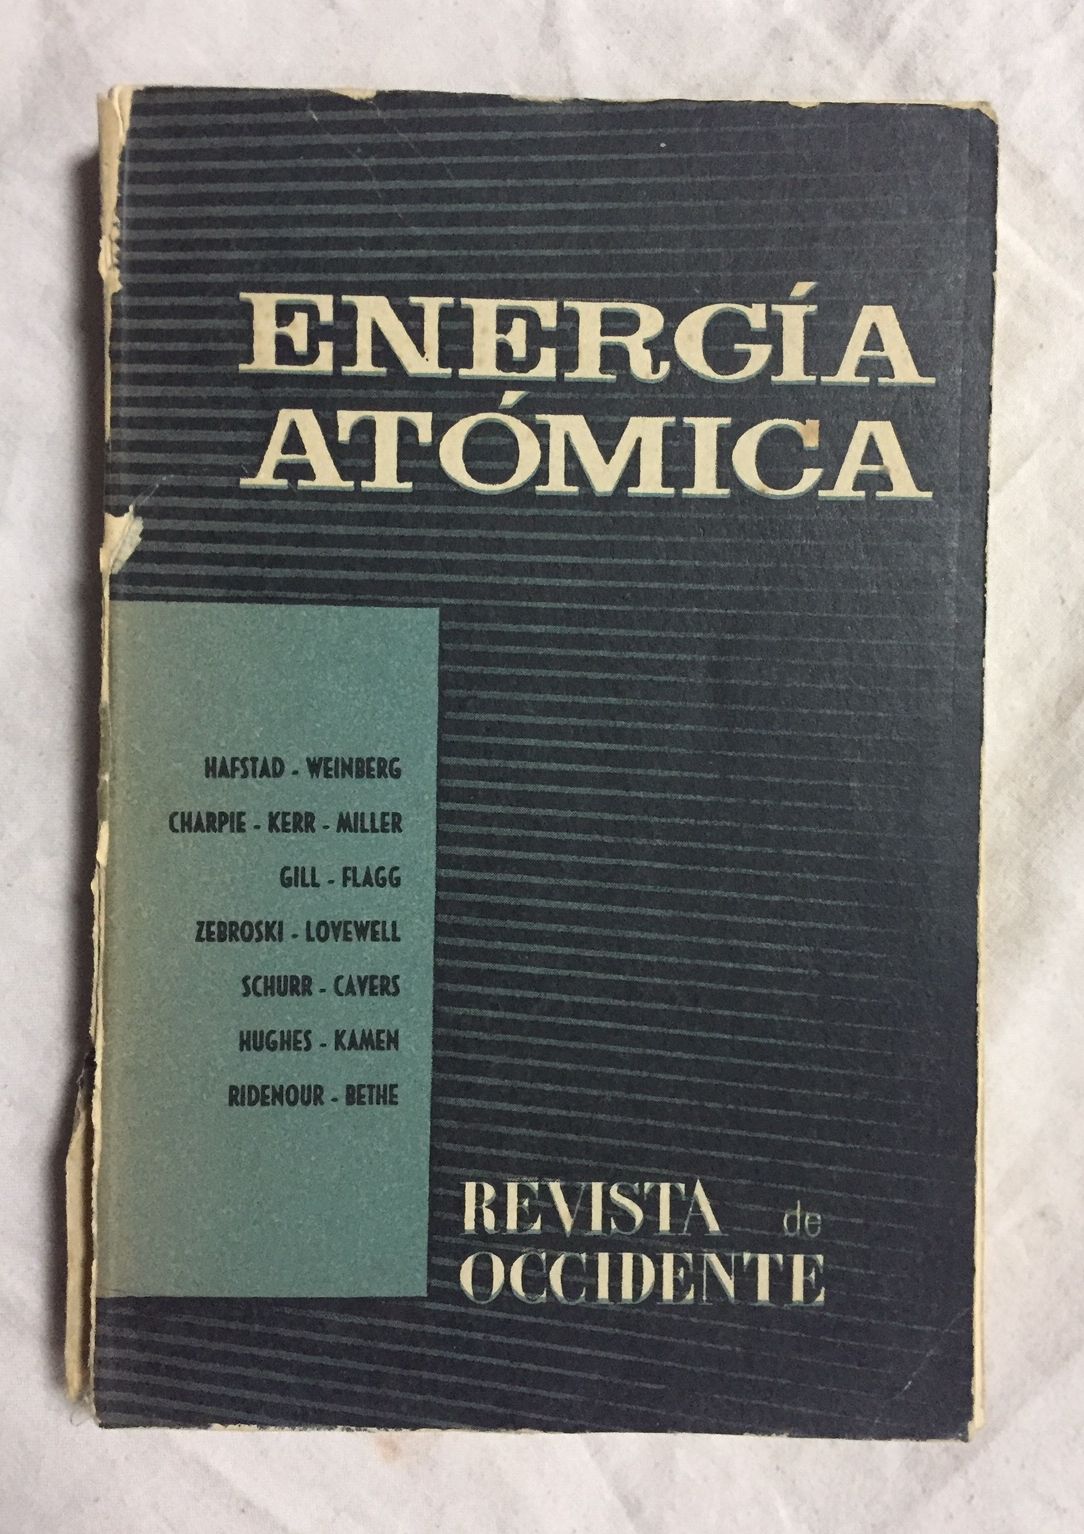 ENERGÍA
ATÓMICA
HAFSTAD - WEINBERG
CHARPIE - KERR - MILLER
GILL - FLAGG
ZEBROSKI - LOVEWELL
SCHURR - CAVERS
HUGHES - KAMEN
RIDENOUR - BETHE
REVISTA de
OCCIDENTE